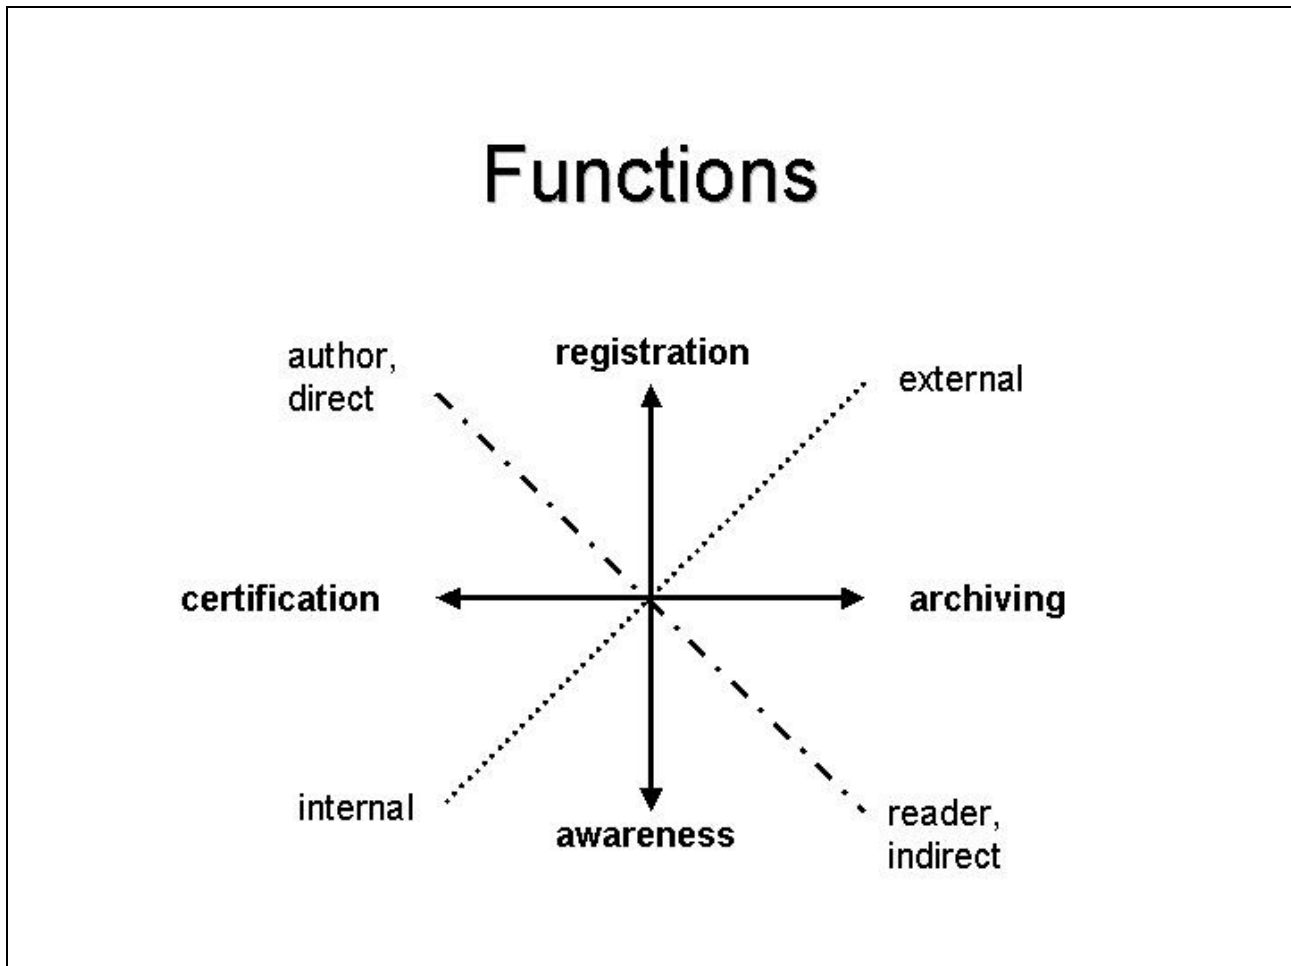 Functions
author,
direct
registration
external
certification
archiving
internal
awareness
reader,
indirect